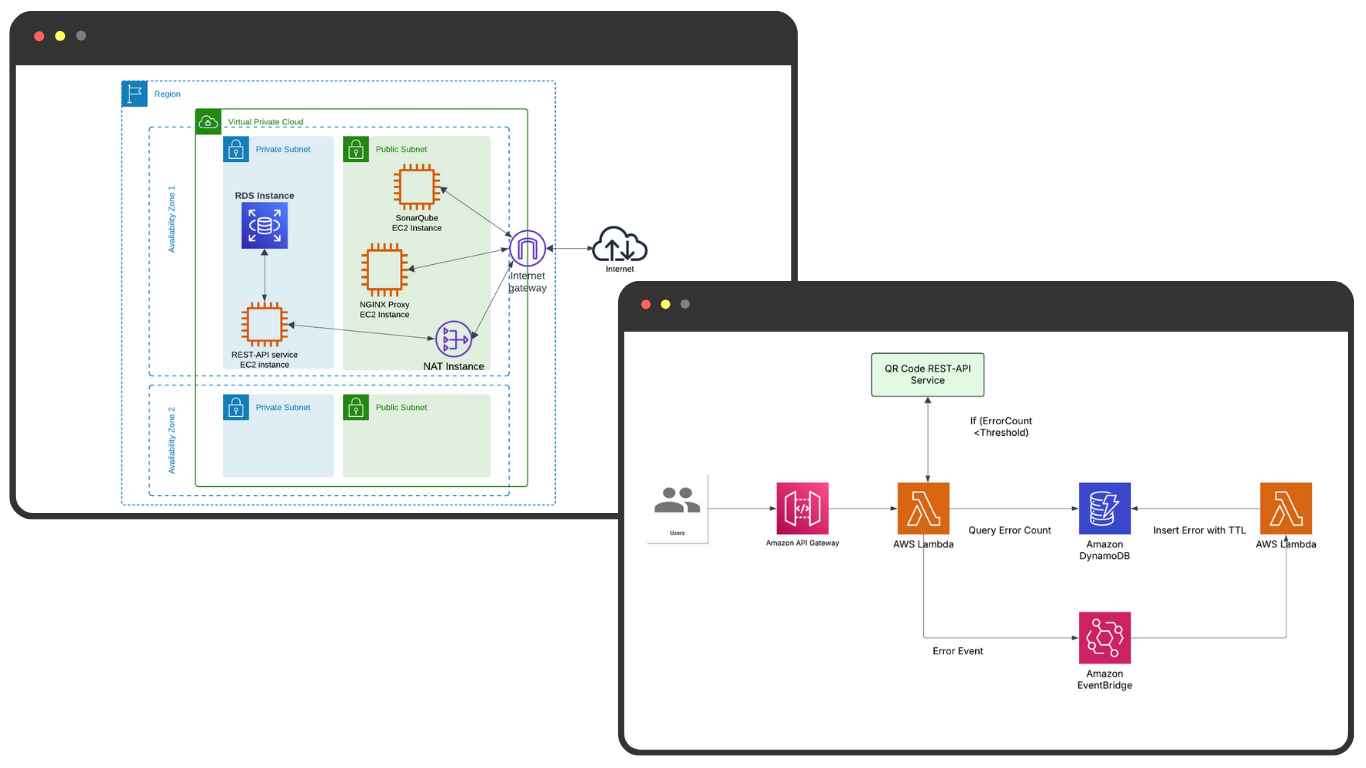 Region
Virtual Private Cloud
Private Subnet
Public Subnet
Availability Zone 1
RDS Instance
SonarQube
EC2 Instance
NGINX Proxy
EC2 Instance
REST-API service
EC2 instance
NAT Instance
Internet
gateway
Internet
Availability Zone 2
Private Subnet
Public Subnet
QR Code REST-API
Service
If (ErrorCount
<Threshold)
Users
Amazon API Gateway
AWS Lambda
Query Error Count
Amazon
DynamoDB
Insert Error with TTL
AWS Lambda
Error Event
Amazon
EventBridge